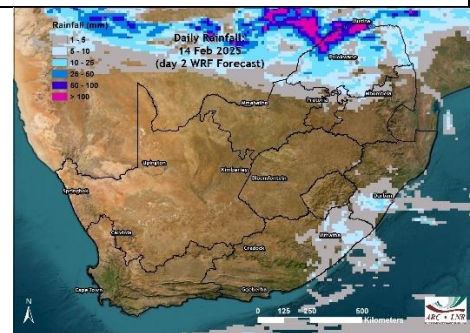 Rainfall (mm)
1 - 5
5 - 10
10 - 25
25 - 50
50 - 100
> 100
Daily Rainfall:
14 Feb 2025
(day 2 WRF Forecast)
Polokwane
Mbombela
Pretoria
Mmabatho
Upington
Kimberley
Bloemfontein
Springbok
Durban
Umtata
Calvinia
Cradock
Cape Town
Gqeberha
N
0 125 250 500
Kilometers
ARC • LNR